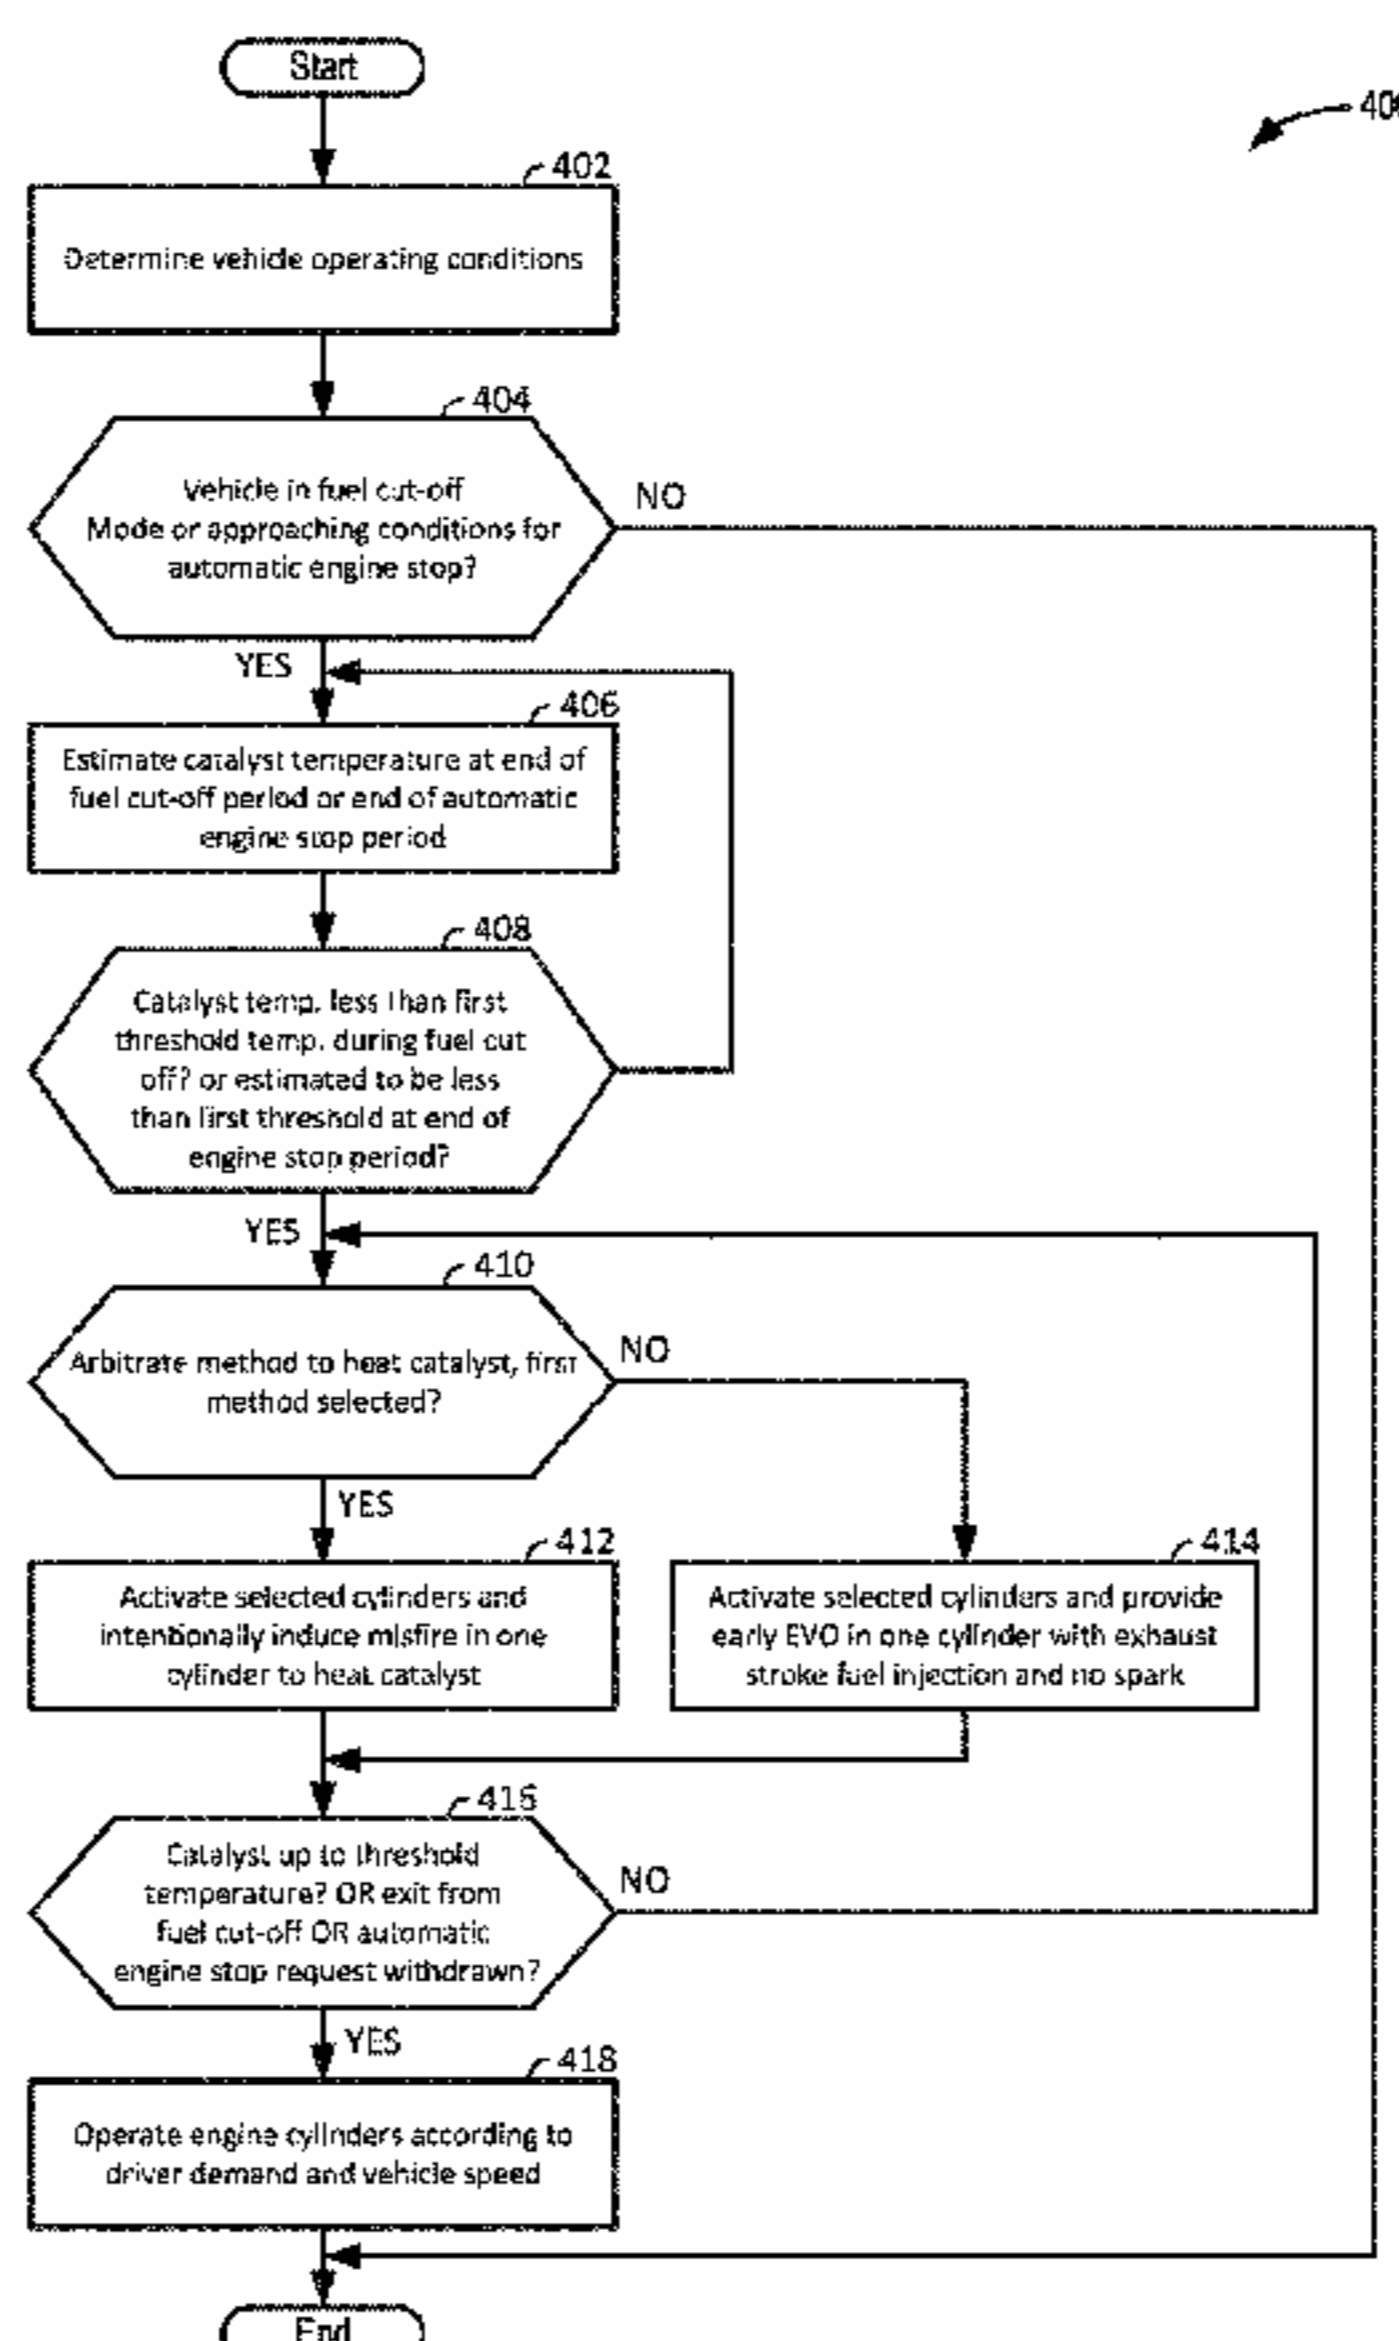 Start
40
402
Determine vehicle operating conditions
404
Vehicle in fuel cut-off
Mode or approaching conditions for
automatic engine stop?
NO
YES
406
Estimate catalyst temperature at end of
fuel cut-off period or end of automatic
engine stop period
408
Catalyst temp. less than first
threshold temp. during fuel cut
off? or estimated to be less
than first threshold at end of
engine stop period?
YES
410
Arbitrate method to heat catalyst, first
method selected?
NO
YES
412
Activate selected cylinders and
intentionally induce misfire in one
cylinder to heat catalyst
414
Activate selected cylinders and provide
early EVO in one cylinder with exhaust
stroke fuel injection and no spark
416
Catalyst up to threshold
temperature? OR exit from
fuel cut-off OR automatic
engine stop request withdrawn?
NO
YES
418
Operate engine cylinders according to
driver demand and vehicle speed
End